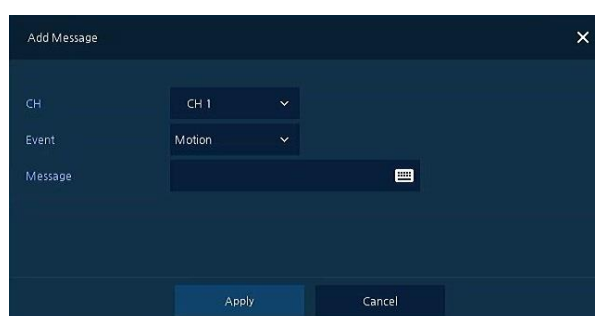 Add Message
CH CH 1
Event Motion
Message
Apply Cancel